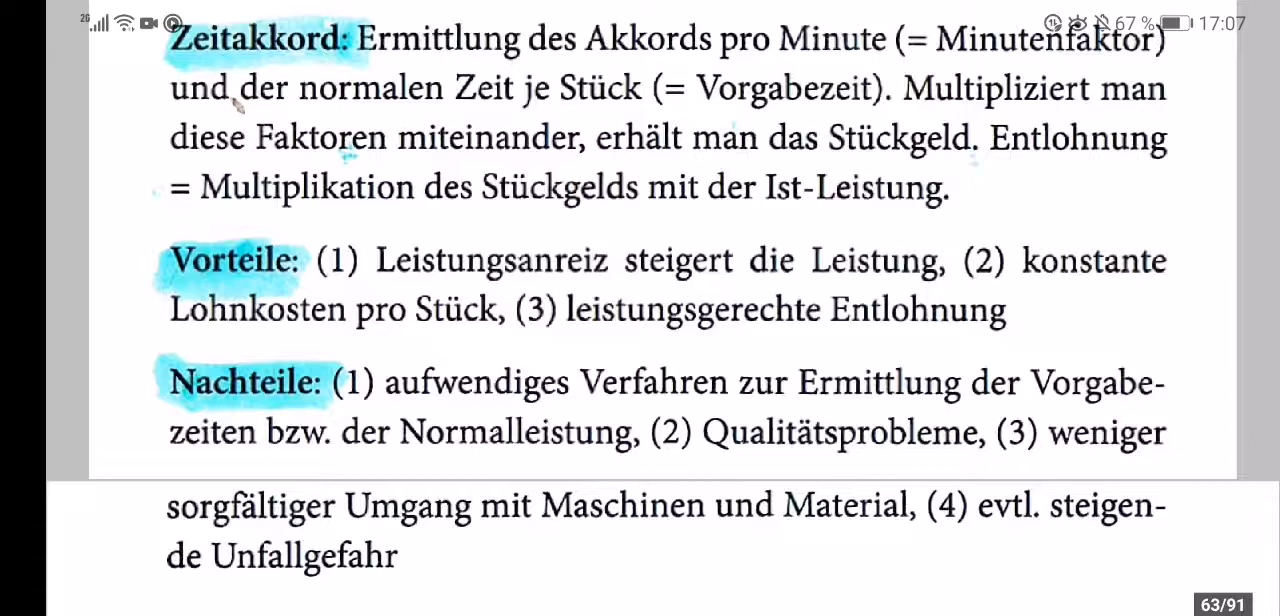 26 67 % 17:07
Zeitakkord: Ermittlung des Akkords pro Minute (= Minutenfaktor)
und der normalen Zeit je Stück (= Vorgabezeit). Multipliziert man
diese Faktoren miteinander, erhält man das Stückgeld. Entlohnung
= Multiplikation des Stückgelds mit der Ist-Leistung.
Vorteile: (1) Leistungsanreiz steigert die Leistung, (2) konstante
Lohnkosten pro Stück, (3) leistungsgerechte Entlohnung
Nachteile: (1) aufwendiges Verfahren zur Ermittlung der Vorgabe-
zeiten bzw. der Normalleistung, (2) Qualitätsprobleme, (3) weniger
sorgfältiger Umgang mit Maschinen und Material, (4) evtl. steigen-
de Unfallgefahr
63/91